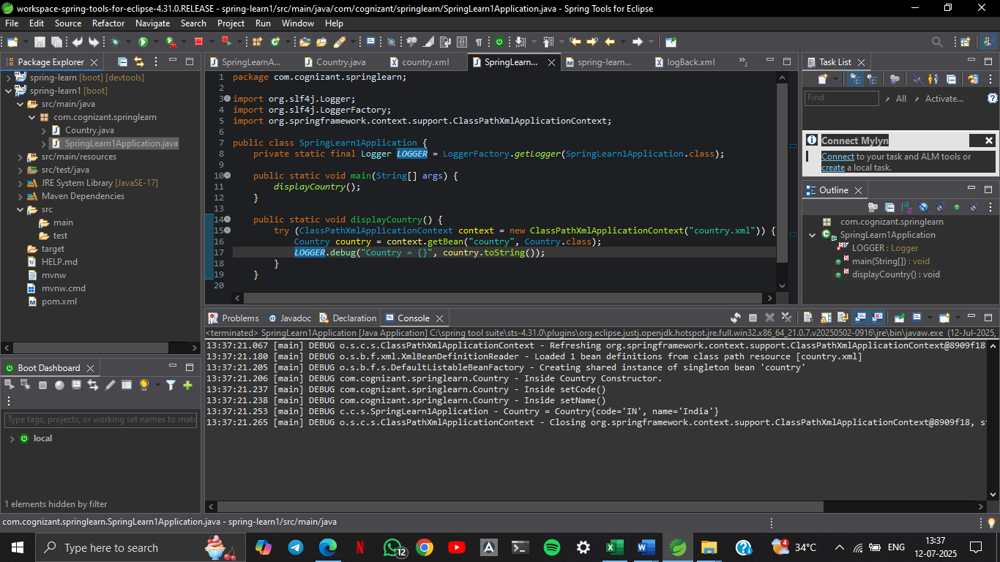 workspace-spring-tools-for-eclipse-4.31.0.RELEASE - spring-learn1/src/main/java/com/cognizant/springlearn/SpringLearn1Application.java - Spring Tools for Eclipse
File Edit Source Refactor Navigate Search Project Run Window Help
Package Explorer
spring-learn [boot] [devtools]
spring-learn1 [boot]
src/main/java
com.cognizant.springlearn
Country.java
SpringLearn1Application.java
src/main/resources
src/test/java
JRE System Library [JavaSE-17]
Maven Dependencies
src
main
test
target
HELP.md
mvnw
mvnw.cmd
pom.xml
Boot Dashboard
Type tags, projects, or working set names to matc
local
1 elements hidden by filter
SpringLearnA... Country.java country.xml SpringLearn... spring-learn... logBack.xml »2
1 package com.cognizant.springlearn;
2
3 import org.slf4j.Logger;
4 import org.slf4j.LoggerFactory;
5 import org.springframework.context.support.ClassPathXmlApplicationContext;
6
7 public class SpringLearn1Application {
8 private static final Logger LOGGER = LoggerFactory.getLogger(SpringLearn1Application.class);
9
10 public static void main(String[] args) {
11 displayCountry();
12 }
13
14 public static void displayCountry() {
15 try (ClassPathXmlApplicationContext context = new ClassPathXmlApplicationContext("country.xml")) {
16 Country country = context.getBean("country", Country.class);
17 LOGGER.debug("Country = {}", country.toString());
18 }
19 }
20
Task List
Find All Activate...
Connect Mylyn
Connect to your task and ALM tools or
create a local task.
Outline
com.cognizant.springlearn
SpringLearn1Application
LOGGER : Logger
main(String[]) : void
displayCountry() : void
Problems Javadoc Declaration Console
<terminated> SpringLearn1Application [Java Application] C:\spring tool suite\sts-4.31.0\plugins\org.eclipse.justj.openjdk.hotspot.jre.full.win32.x86_64_21.0.7.v20250502-0916\jre\bin\javaw.exe (12-Jul-2025,
13:37:21.067 [main] DEBUG o.s.c.s.ClassPathXmlApplicationContext - Refreshing org.springframework.context.support.ClassPathXmlApplicationContext@8909f18
13:37:21.180 [main] DEBUG o.s.b.f.xml.XmlBeanDefinitionReader - Loaded 1 bean definitions from class path resource [country.xml]
13:37:21.205 [main] DEBUG o.s.b.f.s.DefaultListableBeanFactory - Creating shared instance of singleton bean 'country'
13:37:21.206 [main] DEBUG com.cognizant.springlearn.Country - Inside Country Constructor.
13:37:21.237 [main] DEBUG com.cognizant.springlearn.Country - Inside setCode()
13:37:21.238 [main] DEBUG com.cognizant.springlearn.Country - Inside setName()
13:37:21.253 [main] DEBUG c.c.s.SpringLearn1Application - Country = Country{code='IN', name='India'}
13:37:21.265 [main] DEBUG o.s.c.s.ClassPathXmlApplicationContext - Closing org.springframework.context.support.ClassPathXmlApplicationContext@8909f18, st
com.cognizant.springlearn.SpringLearn1Application.java - spring-learn1/src/main/java
Type here to search
12
4
34°C
ENG
13:37
12-07-2025